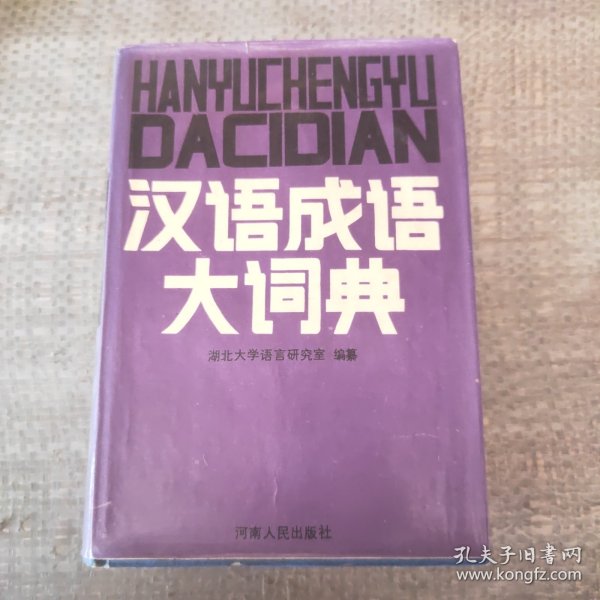 HANYUCHENGYU
DACIDIAN
汉语成语
大词典
湖北大学语言研究室 编纂
河南人民出版社
孔夫子旧书网
www.kongfz.com